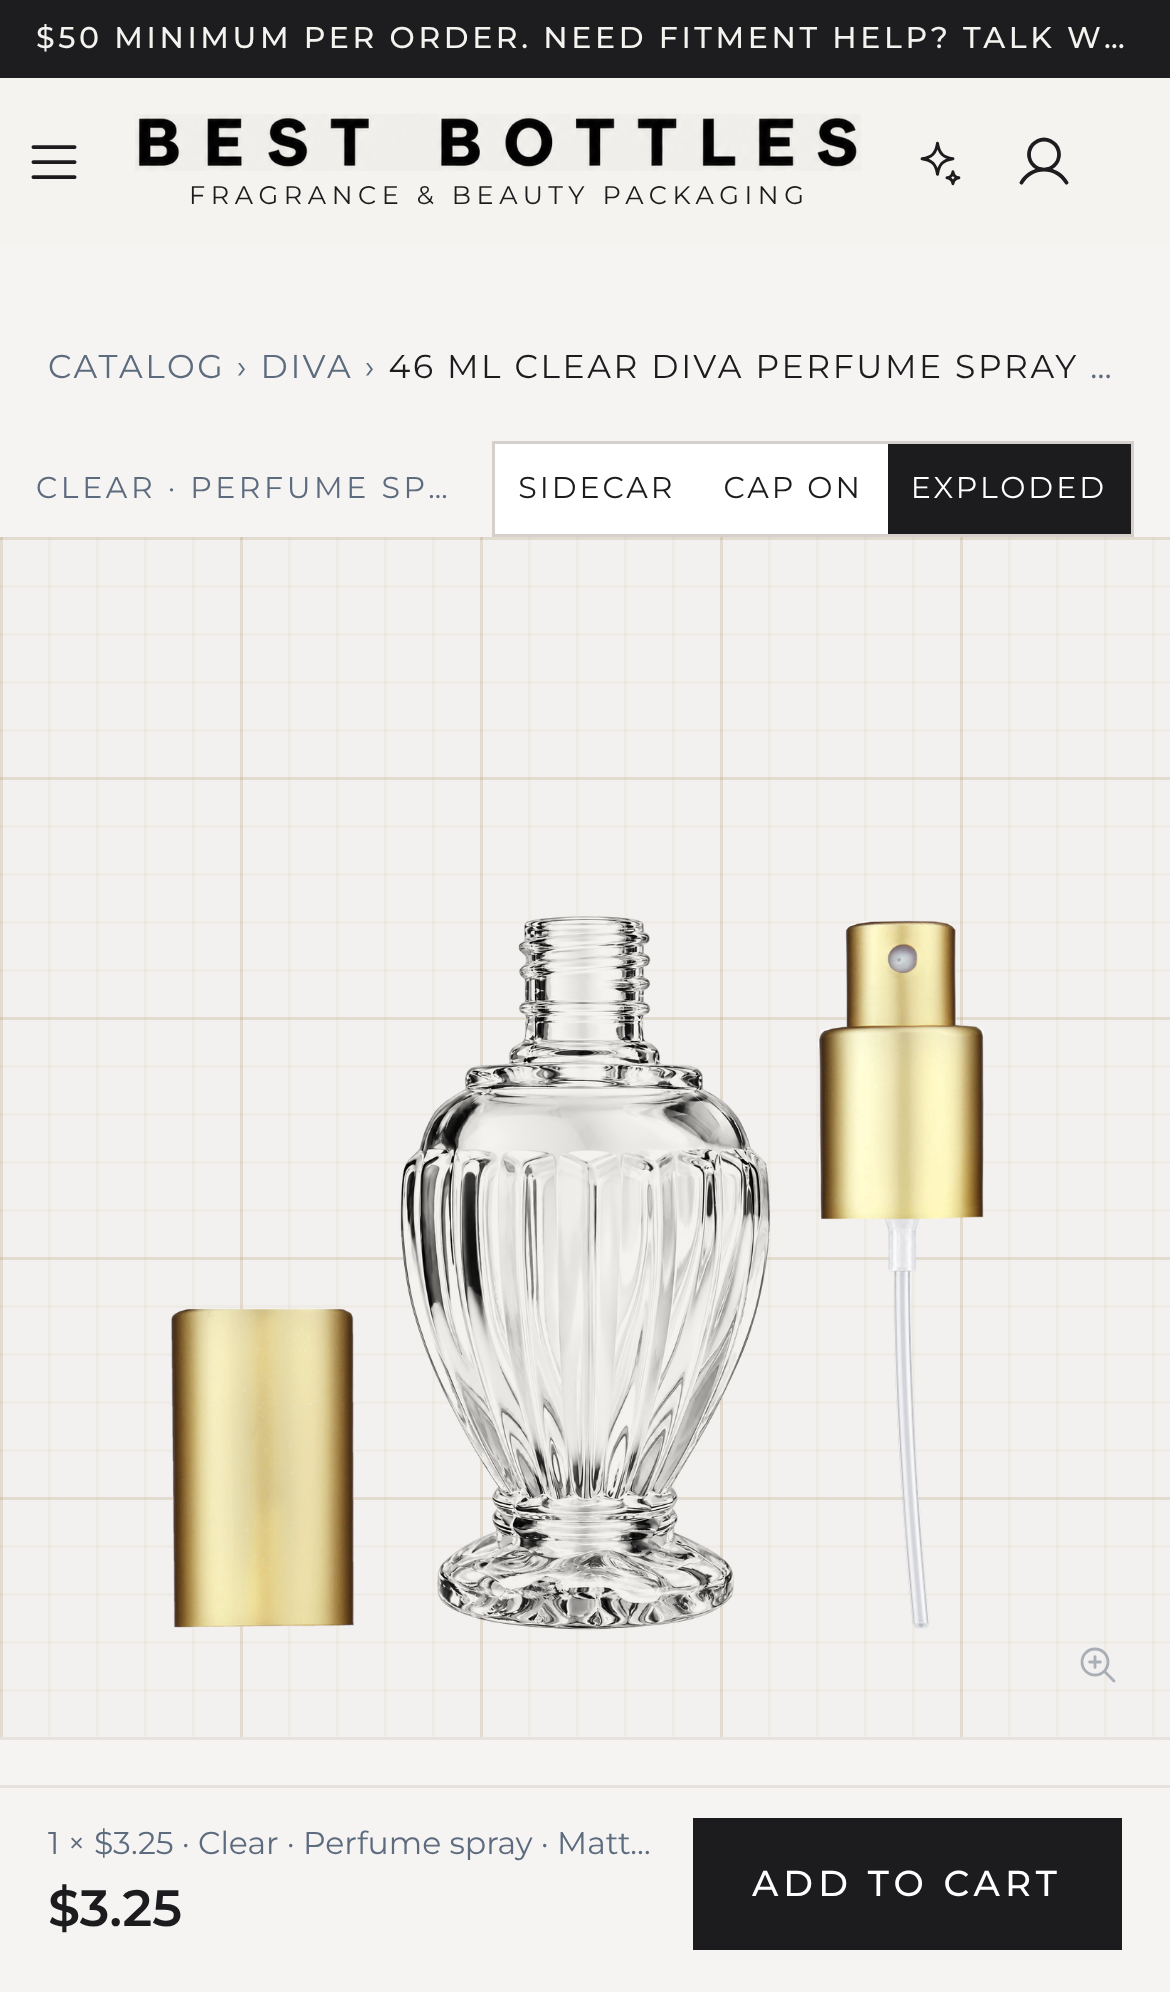 $50 MINIMUM PER ORDER. NEED FITMENT HELP? TALK W...
BEST BOTTLES
FRAGRANCE & BEAUTY PACKAGING
CATALOG › DIVA › 46 ML CLEAR DIVA PERFUME SPRAY ...
CLEAR · PERFUME SP... SIDECAR CAP ON EXPLODED
1 × $3.25 · Clear · Perfume spray · Matt...
$3.25
ADD TO CART